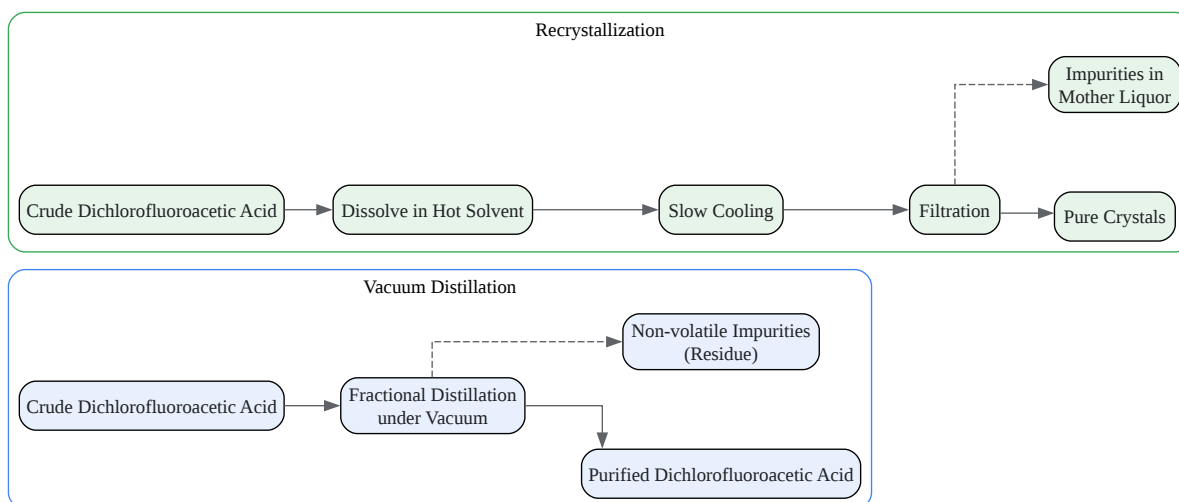 Recrystallization
Impurities in
Mother Liquor
Crude Dichlorofluoroacetic Acid
Dissolve in Hot Solvent
Slow Cooling
Filtration
Pure Crystals
Vacuum Distillation
Non-volatile Impurities
(Residue)
Crude Dichlorofluoroacetic Acid
Fractional Distillation
under Vacuum
Purified Dichlorofluoroacetic Acid